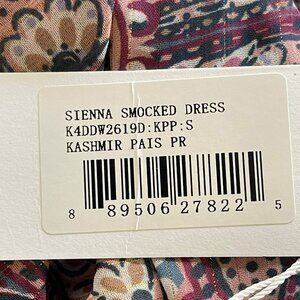 SIENNA SMOCKED DRESS
K4DDW2619D:KPP:S
KASHMIR PAIS PR
8 89506 27822 5